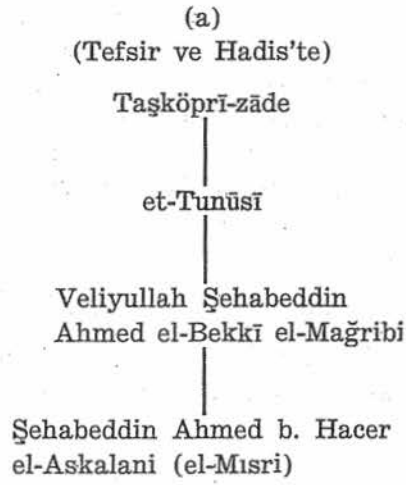 (a)
(Tefsir ve Hadis'te)
Taşköprī-zāde
et-Tunūsī
Veliyullah Şehabeddin
Ahmed el-Bekkī el-Mağribi
Şehabeddin Ahmed b. Hacer
el-Askalani (el-Mısri)